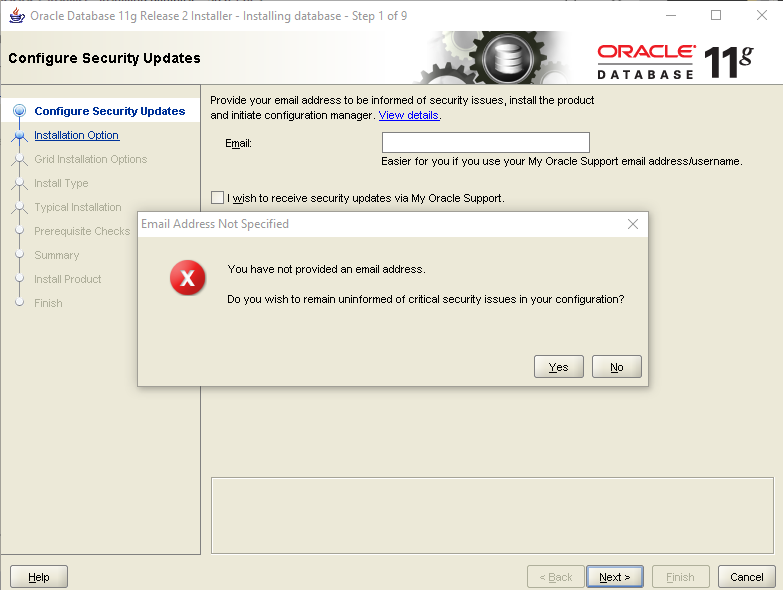 Oracle Database 11g Release 2 Installer - Installing database - Step 1 of 9
Configure Security Updates
ORACLE
DATABASE 11g
Configure Security Updates
Installation Option
Grid Installation Options
Install Type
Typical Installation
Prerequisite Checks
Summary
Install Product
Finish
Provide your email address to be informed of security issues, install the product
and initiate configuration manager. View details.
Email:
Easier for you if you use your My Oracle Support email address/username.
I wish to receive security updates via My Oracle Support.
Email Address Not Specified
You have not provided an email address.
Do you wish to remain uninformed of critical security issues in your configuration?
Yes No
Help < Back Next > Finish Cancel